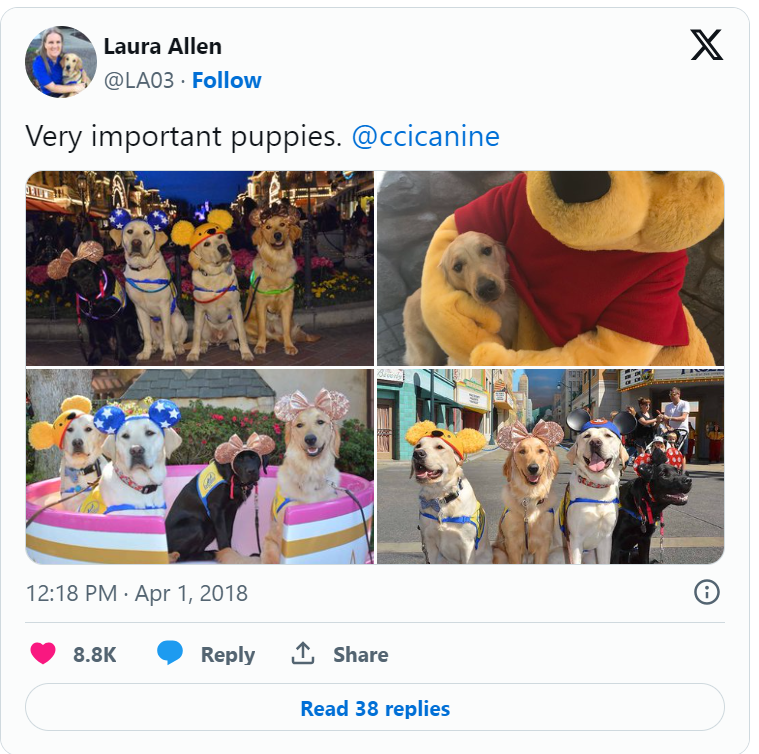 Laura Allen
@LA03 · Follow
Very important puppies. @ccicanine
12:18 PM · Apr 1, 2018
8.8K Reply Share
Read 38 replies